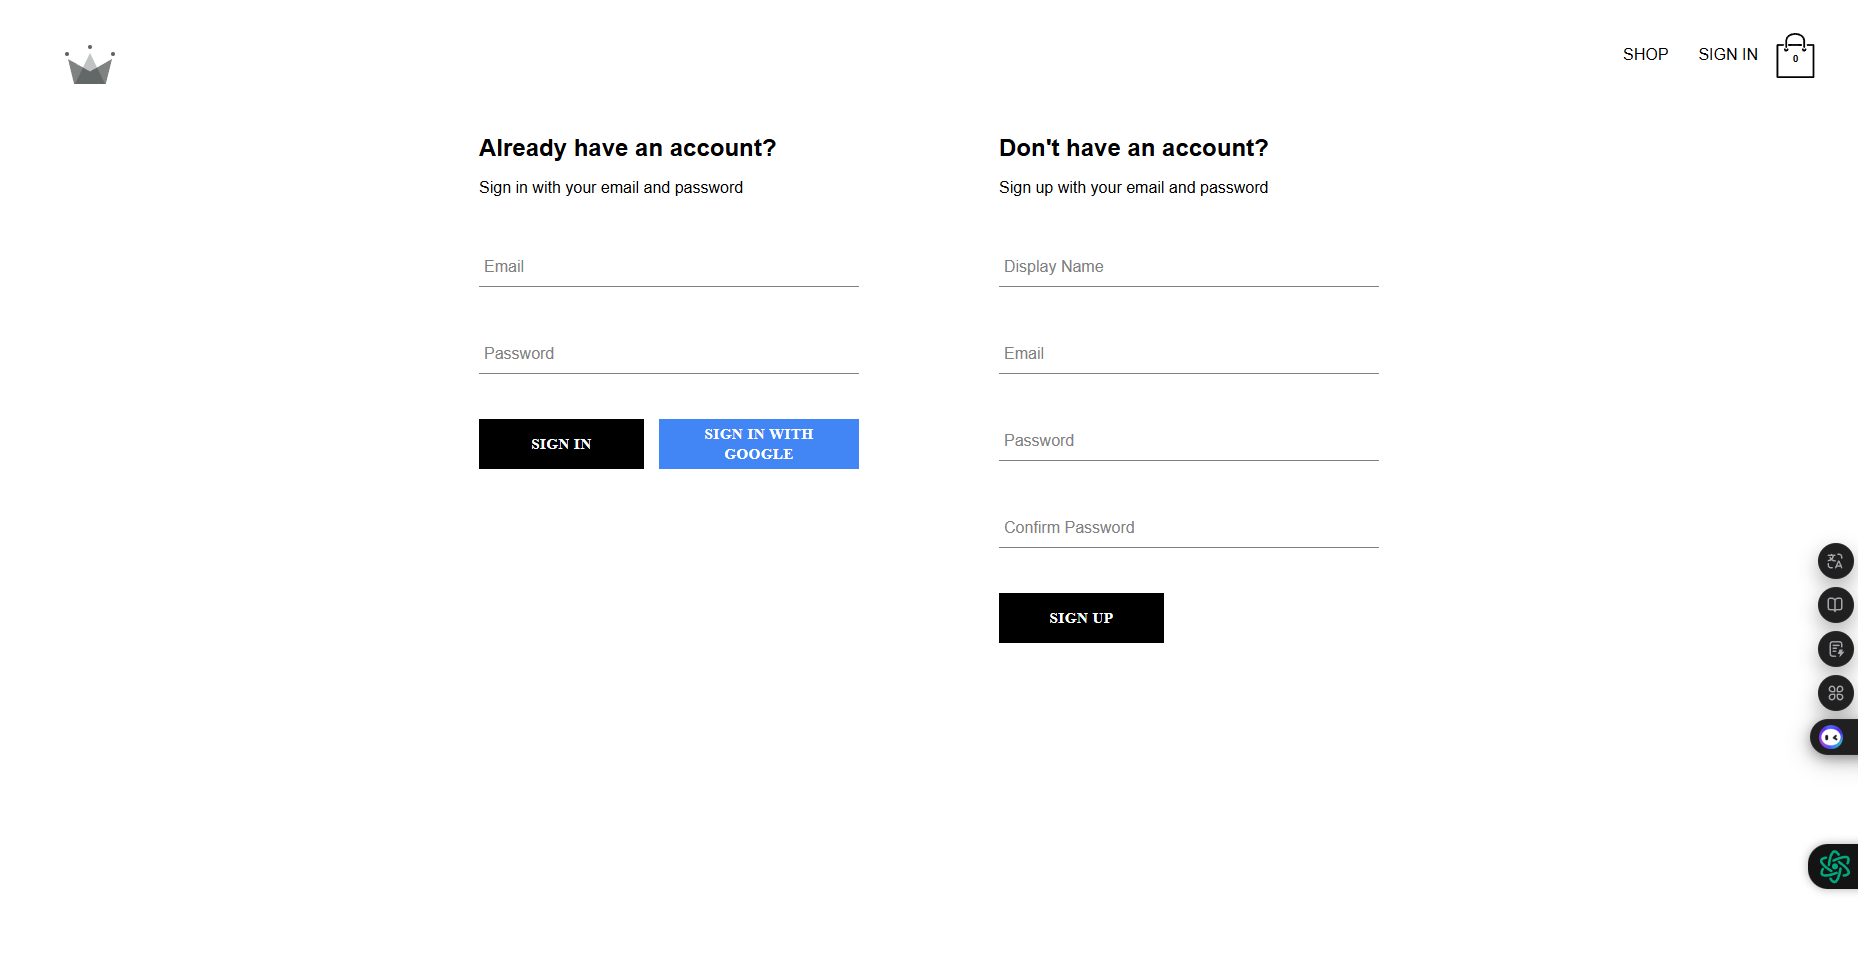 SHOP
SIGN IN
0
Already have an account?
Sign in with your email and password
Email
Password
SIGN IN
SIGN IN WITH
GOOGLE
Don't have an account?
Sign up with your email and password
Display Name
Email
Password
Confirm Password
SIGN UP